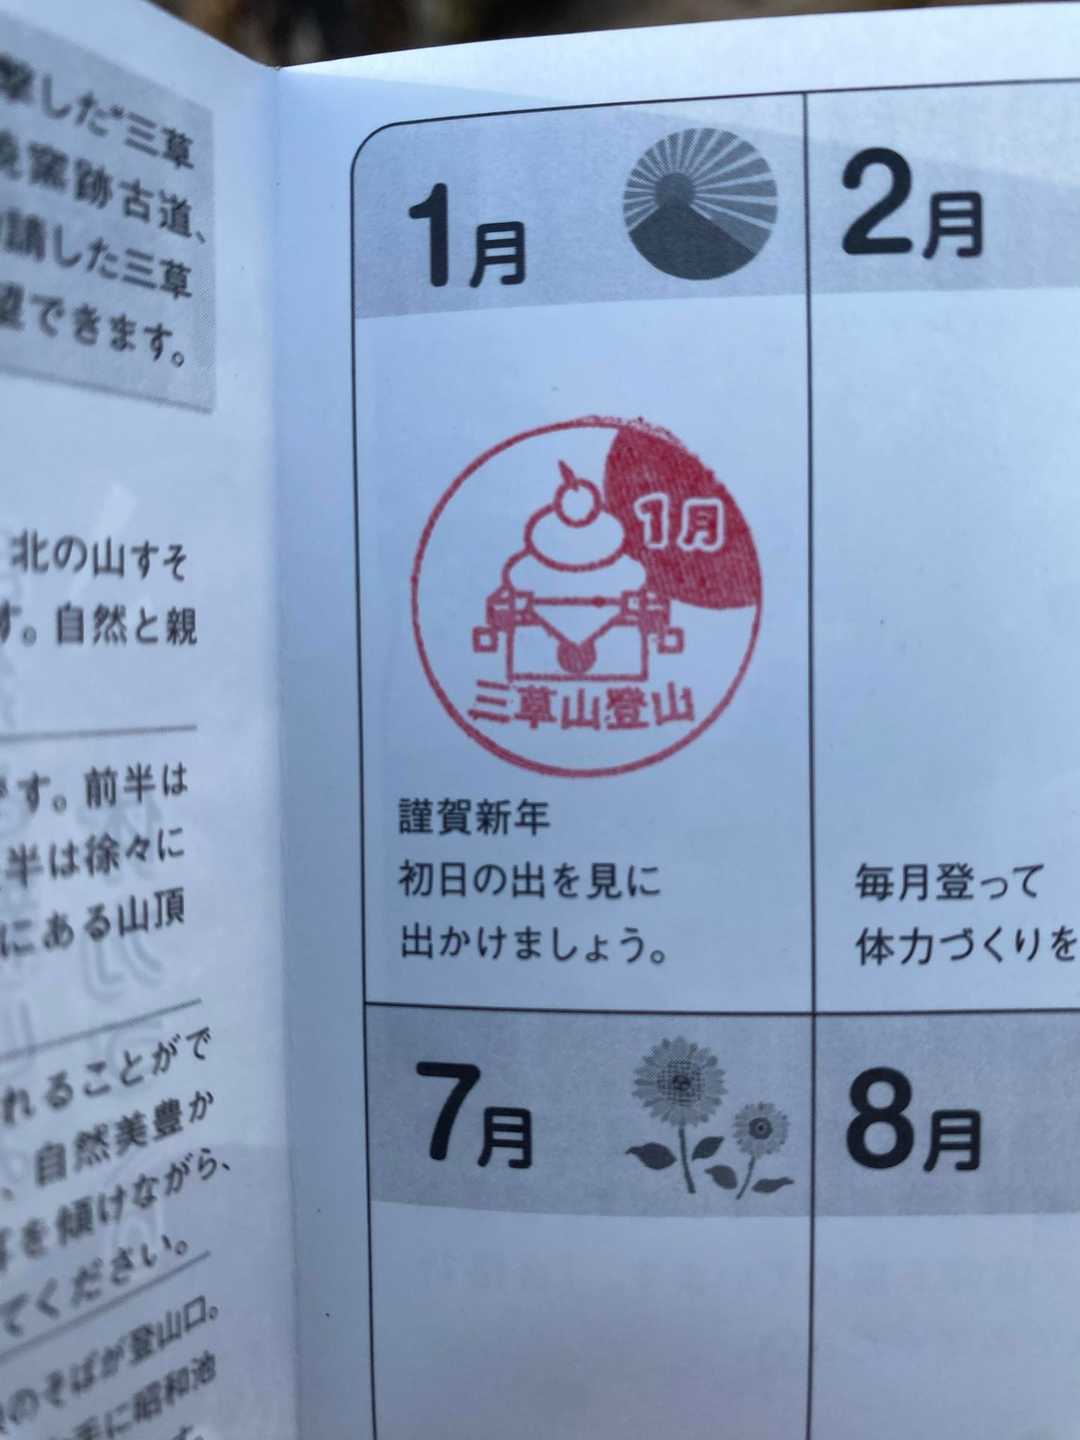 撃した“三草
窯跡古道、
請した三草
望できます。
北の山すそ
す。自然と親
です。前半は
半は徐々に
にある山頂
れることがで
、自然美豊か
を傾けながら、
てください。
のそばが登山口。
手に昭和池
1月
1月
三草山登山
謹賀新年
初日の出を見に
出かけましょう。
2月
毎月登って
体力づくりを
7月
8月